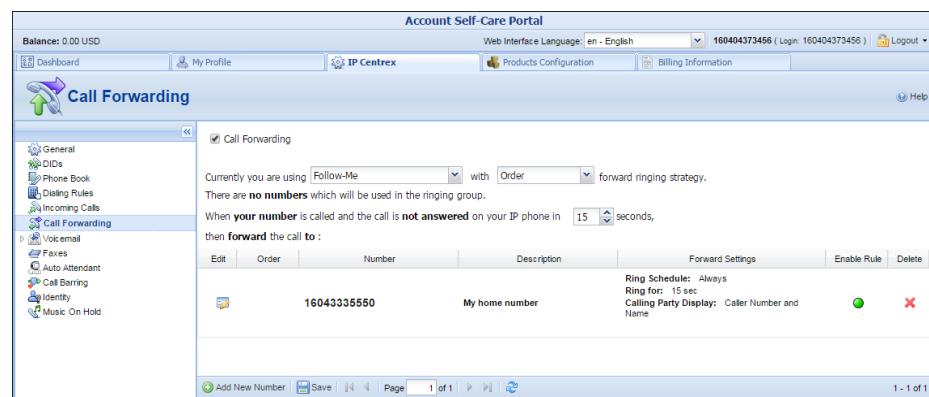 Account Self-Care Portal
Balance: 0.00 USD Web Interface Language: en - English 160404373456 ( Login: 160404373456 ) Logout
Dashboard My Profile IP Centrex Products Configuration Billing Information
Call Forwarding Help
General
DIDs
Phone Book
Dialing Rules
Incoming Calls
Call Forwarding
Voicemail
Faxes
Auto Attendant
Call Barring
Identity
Music On Hold
Call Forwarding
Currently you are using Follow-Me with Order forward ringing strategy.
There are no numbers which will be used in the ringing group.
When your number is called and the call is not answered on your IP phone in 15 seconds,
then forward the call to :
Edit Order Number Description Forward Settings Enable Rule Delete
16043335550 My home number
Ring Schedule: Always
Ring for: 15 sec
Calling Party Display: Caller Number and
Name
Add New Number Save Page 1 of 1 1 - 1 of 1